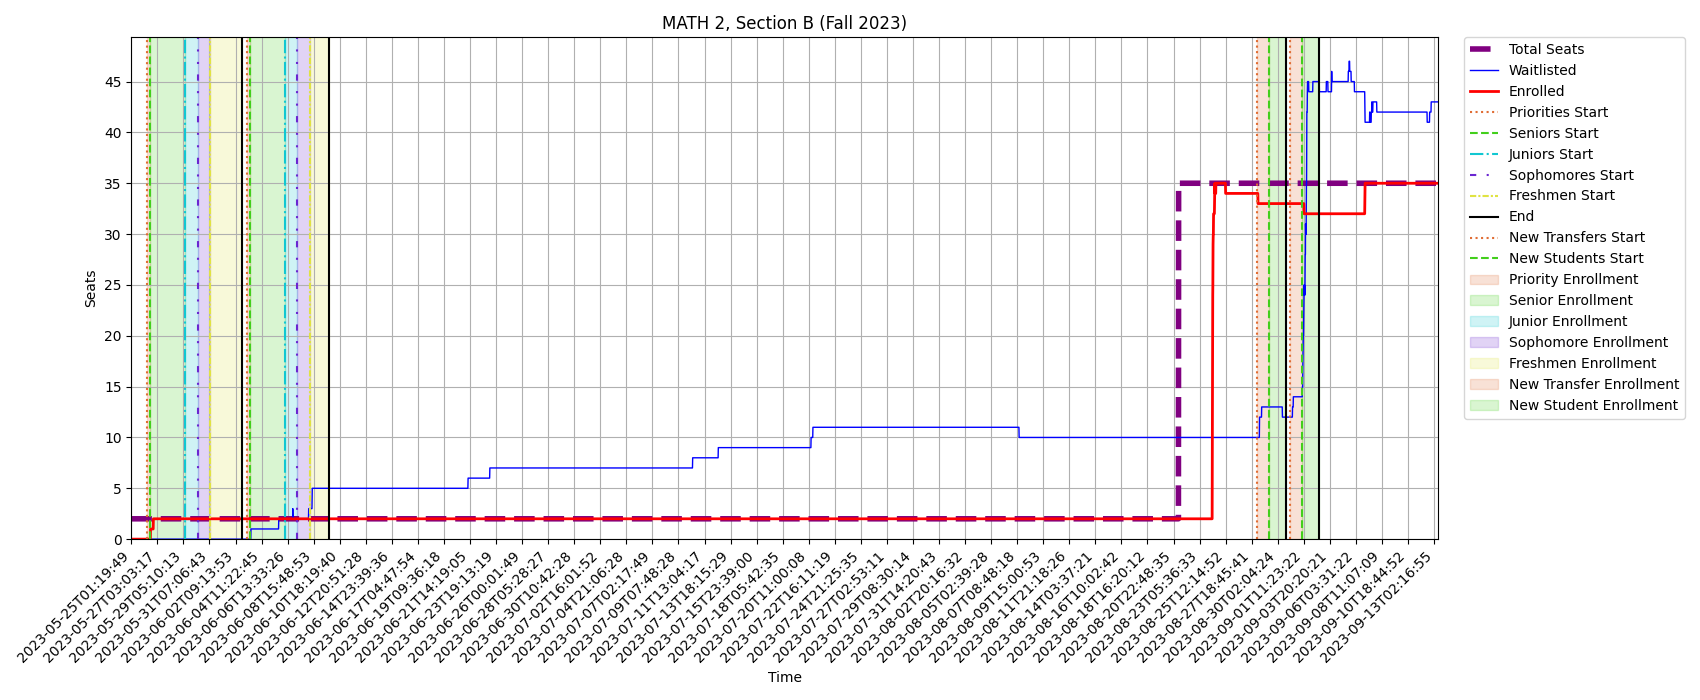 MATH 2, Section B (Fall 2023)
Seats
45
40
35
30
25
20
15
10
5
0
2023-05-25T01:19:49
2023-05-27T03:03:17
2023-05-29T05:10:13
2023-05-31T07:06:43
2023-06-02T09:13:53
2023-06-04T11:22:45
2023-06-06T13:33:26
2023-06-08T15:48:53
2023-06-10T18:19:40
2023-06-12T20:51:28
2023-06-14T23:39:36
2023-06-17T04:47:54
2023-06-19T09:36:18
2023-06-21T14:19:05
2023-06-23T19:13:19
2023-06-26T00:01:49
2023-06-28T05:28:27
2023-06-30T10:42:28
2023-07-02T16:01:52
2023-07-04T21:06:28
2023-07-07T02:17:49
2023-07-09T07:48:28
2023-07-11T13:04:17
2023-07-13T18:15:29
2023-07-15T23:39:00
2023-07-18T05:42:35
2023-07-20T11:00:08
2023-07-22T16:11:19
2023-07-24T21:25:35
2023-07-27T02:53:11
2023-07-29T08:30:14
2023-07-31T14:20:43
2023-08-02T20:16:32
2023-08-05T02:39:28
2023-08-07T08:48:18
2023-08-09T15:00:53
2023-08-11T21:18:26
2023-08-14T03:37:21
2023-08-16T10:02:42
2023-08-18T16:20:12
2023-08-20T22:48:35
2023-08-23T05:36:33
2023-08-25T12:14:52
2023-08-27T18:45:41
2023-08-30T02:04:24
2023-09-01T11:23:22
2023-09-03T20:20:21
2023-09-06T03:31:22
2023-09-08T11:07:09
2023-09-10T18:44:52
2023-09-13T02:16:55
Time
Total Seats
Waitlisted
Enrolled
Priorities Start
Seniors Start
Juniors Start
Sophomores Start
Freshmen Start
End
New Transfers Start
New Students Start
Priority Enrollment
Senior Enrollment
Junior Enrollment
Sophomore Enrollment
Freshmen Enrollment
New Transfer Enrollment
New Student Enrollment